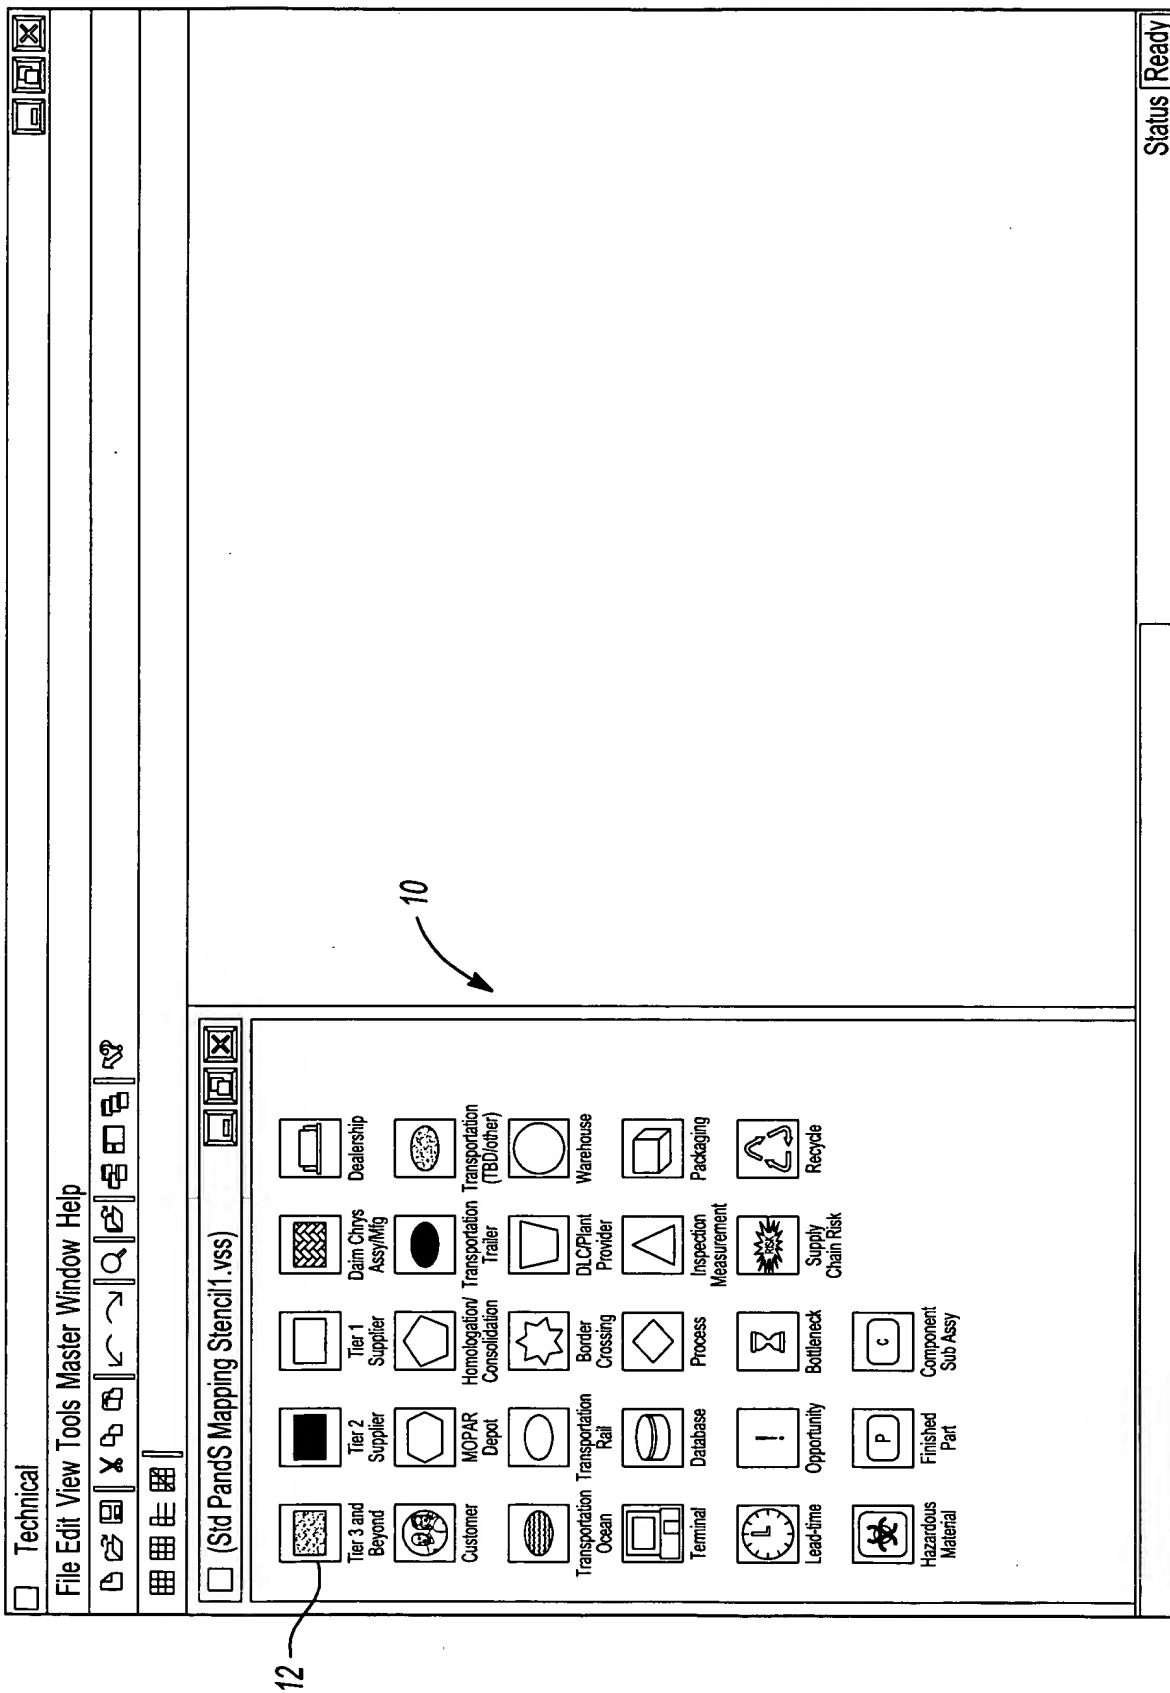 Technical
File Edit View Tools Master Window Help
(Std PandS Mapping Stencil1.vss)
12
10
Tier 3 and
Beyond
Tier 2
Supplier
Tier 1
Supplier
Daim Chrys
Assy/Mfg
Dealership
Customer
MOPAR
Depot
Homologation/
Consolidation
Transportation
Trailer
Transportation
(TBD/other)
Transportation
Ocean
Transportation
Rail
Border
Crossing
DLC/Plant
Provider
Warehouse
Terminal
Database
Process
Inspection
Measurement
Packaging
Lead-time
!
Opportunity
Bottleneck
RISK
Supply
Chain Risk
Recycle
Hazardous
Material
P
Finished
Part
c
Component
Sub Assy
Status Ready